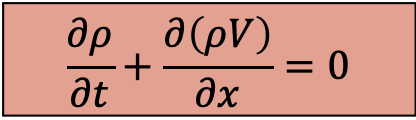 ∂ρ/∂t + ∂(ρV)/∂x = 0